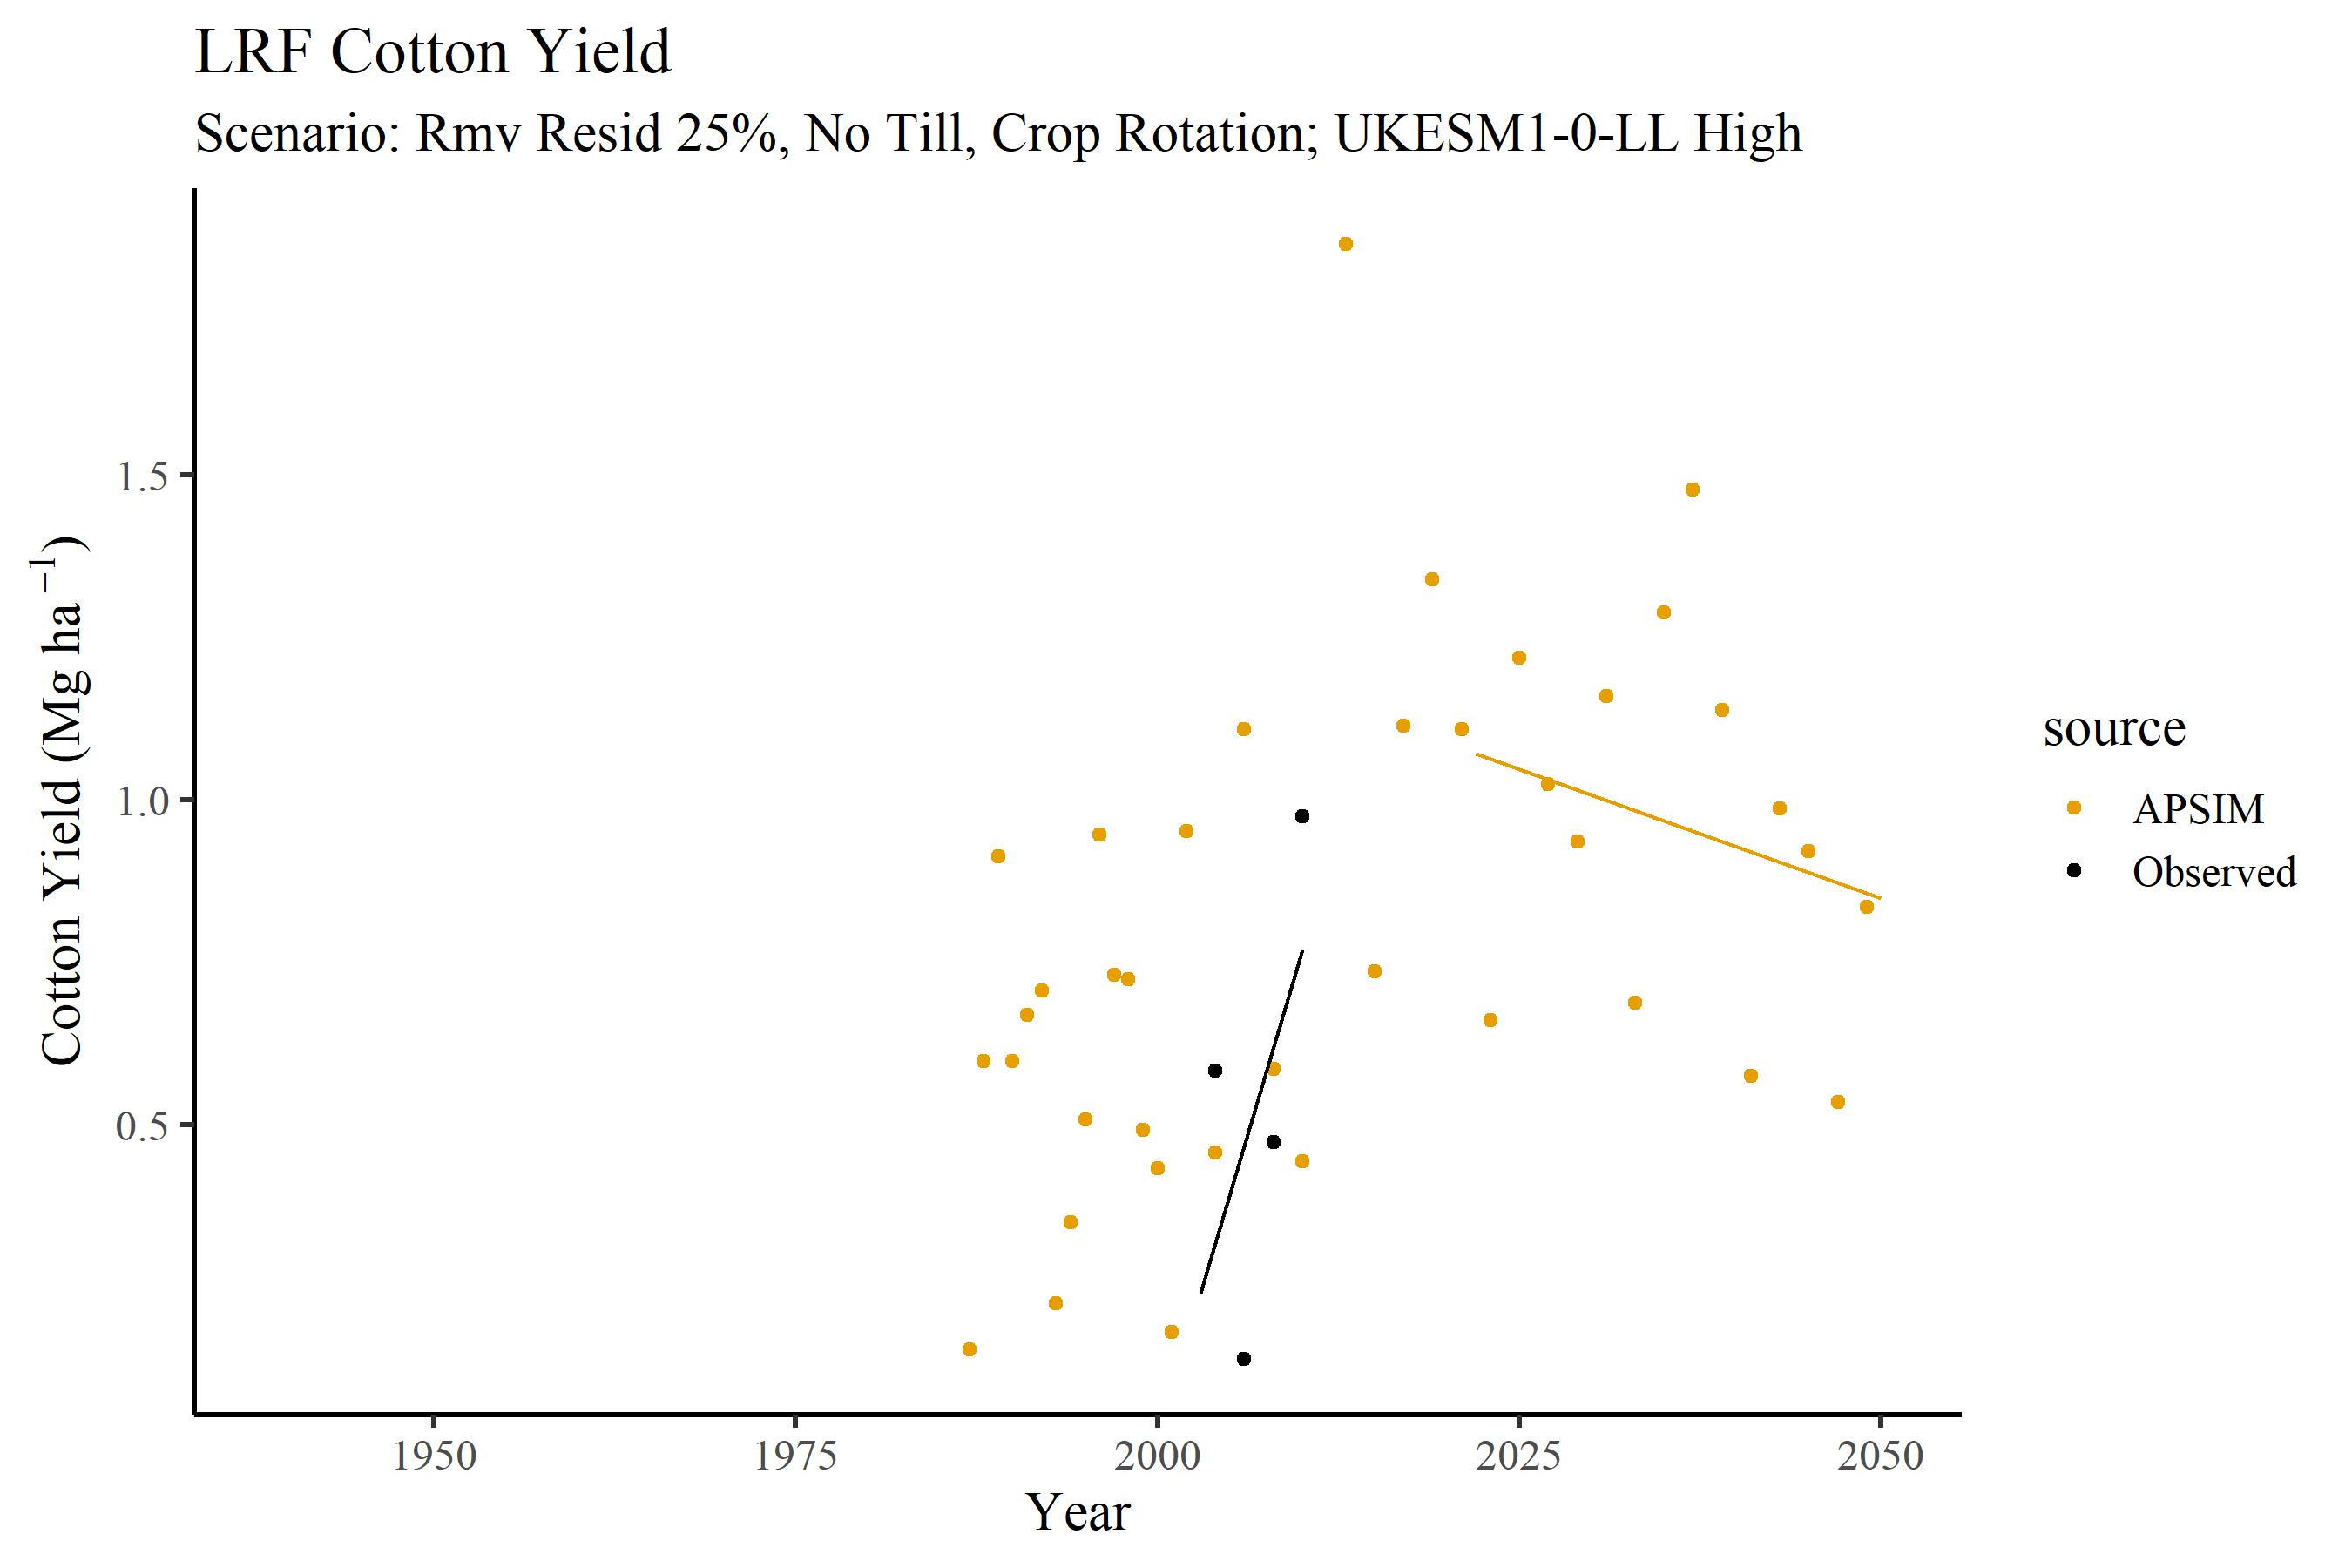 LRF Cotton Yield
Scenario: Rmv Resid 25%, No Till, Crop Rotation; UKESM1-0-LL High
Cotton Yield (Mg ha⁻¹)
1.5
1.0
0.5
1950
1975
2000
2025
2050
Year
source
APSIM
Observed